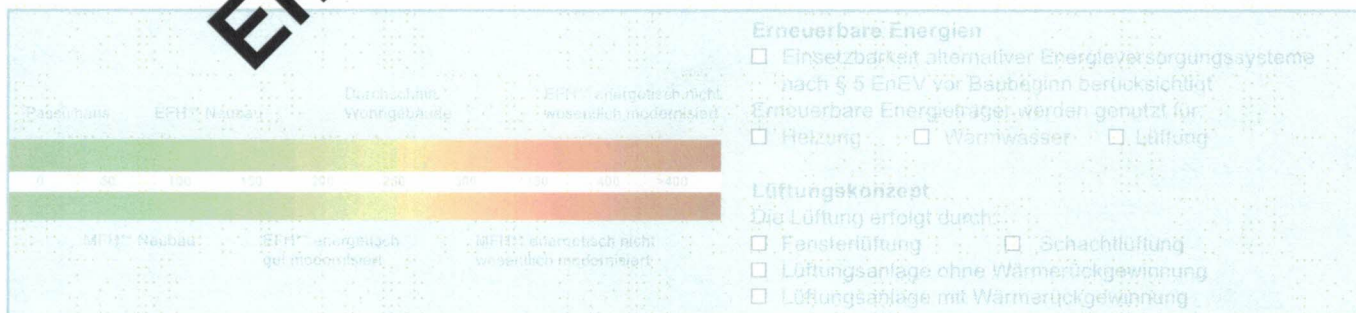 En
Erneuerbare Energien
Einsetzbarkeit alternativer Energieversorgungssysteme
nach § 5 EnEV vor Baubeginn berücksichtigt
Erneuerbare Energieträger werden genutzt für:
Heizung Warmwasser Lüftung
Lüftungskonzept
Die Lüftung erfolgt durch:
Fensterlüftung Schachtlüftung
Lüftungsanlage ohne Wärmerückgewinnung
Lüftungsanlage mit Wärmerückgewinnung
Passivhaus EFH** Neubau Durchschnitt EFH** energetisch nicht
Wohngebäude wesentlich modernisiert
0 50 100 150 200 250 300 350 400 >400
MFH** Neubau EFH** energetisch MFH** energetisch nicht
gut modernisiert wesentlich modernisiert